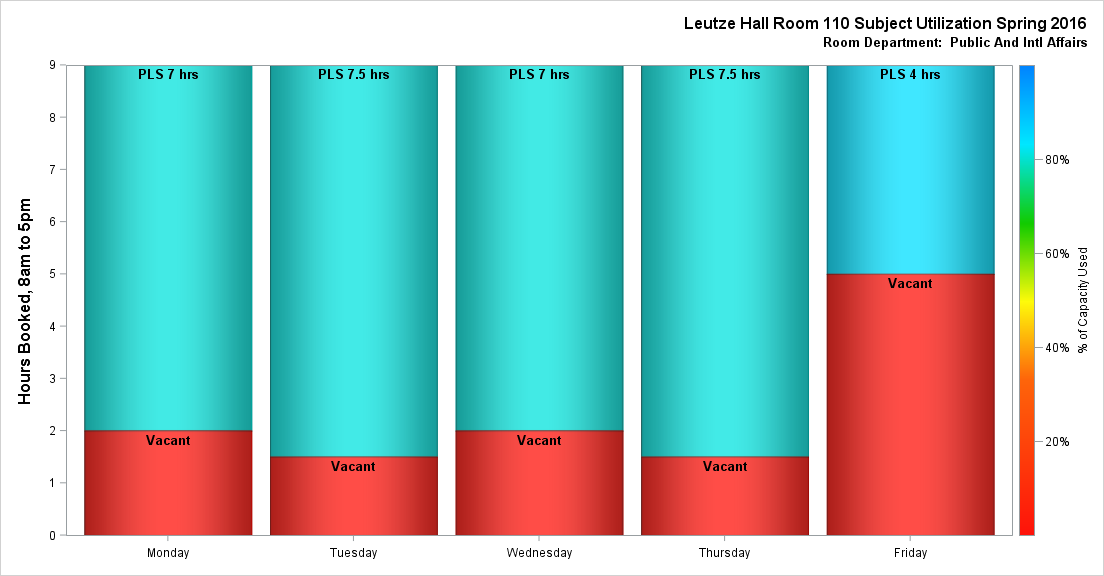 Leutze Hall Room 110 Subject Utilization Spring 2016
Room Department: Public And Intl Affairs
Hours Booked, 8am to 5pm
9
8
7
6
5
4
3
2
1
0
PLS 7 hrs
PLS 7.5 hrs
PLS 7 hrs
PLS 7.5 hrs
PLS 4 hrs
Vacant
Vacant
Vacant
Vacant
Vacant
Monday
Tuesday
Wednesday
Thursday
Friday
80%
60%
40%
20%
% of Capacity Used